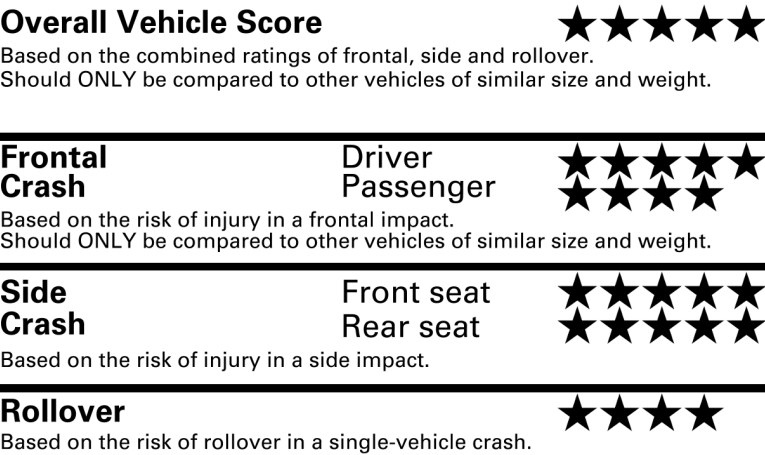 Overall Vehicle Score ★★★★★
Based on the combined ratings of frontal, side and rollover.
Should ONLY be compared to other vehicles of similar size and weight.
Frontal Driver ★★★★★
Crash Passenger ★★★★
Based on the risk of injury in a frontal impact.
Should ONLY be compared to other vehicles of similar size and weight.
Side Front seat ★★★★★
Crash Rear seat ★★★★★
Based on the risk of injury in a side impact.
Rollover ★★★★
Based on the risk of rollover in a single-vehicle crash.